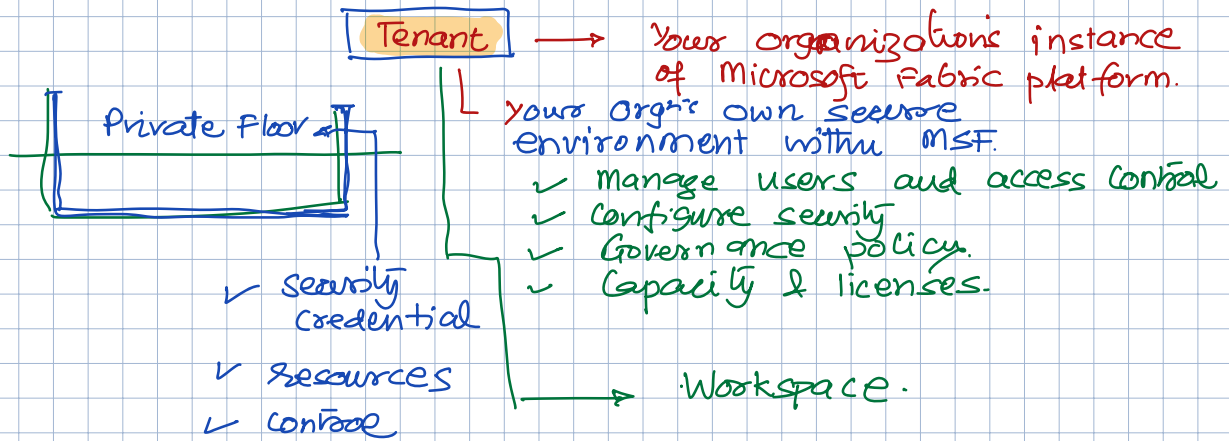 Tenant
Your organization's instance
of Microsoft Fabric platform.
Your Org's own secure
environment within MSF.
✓ Manage users and access control
✓ Configure security
✓ Governance policy.
✓ Capacity & licenses.
Private Floor
✓ security
credential
✓ resources
✓ control
Workspace.